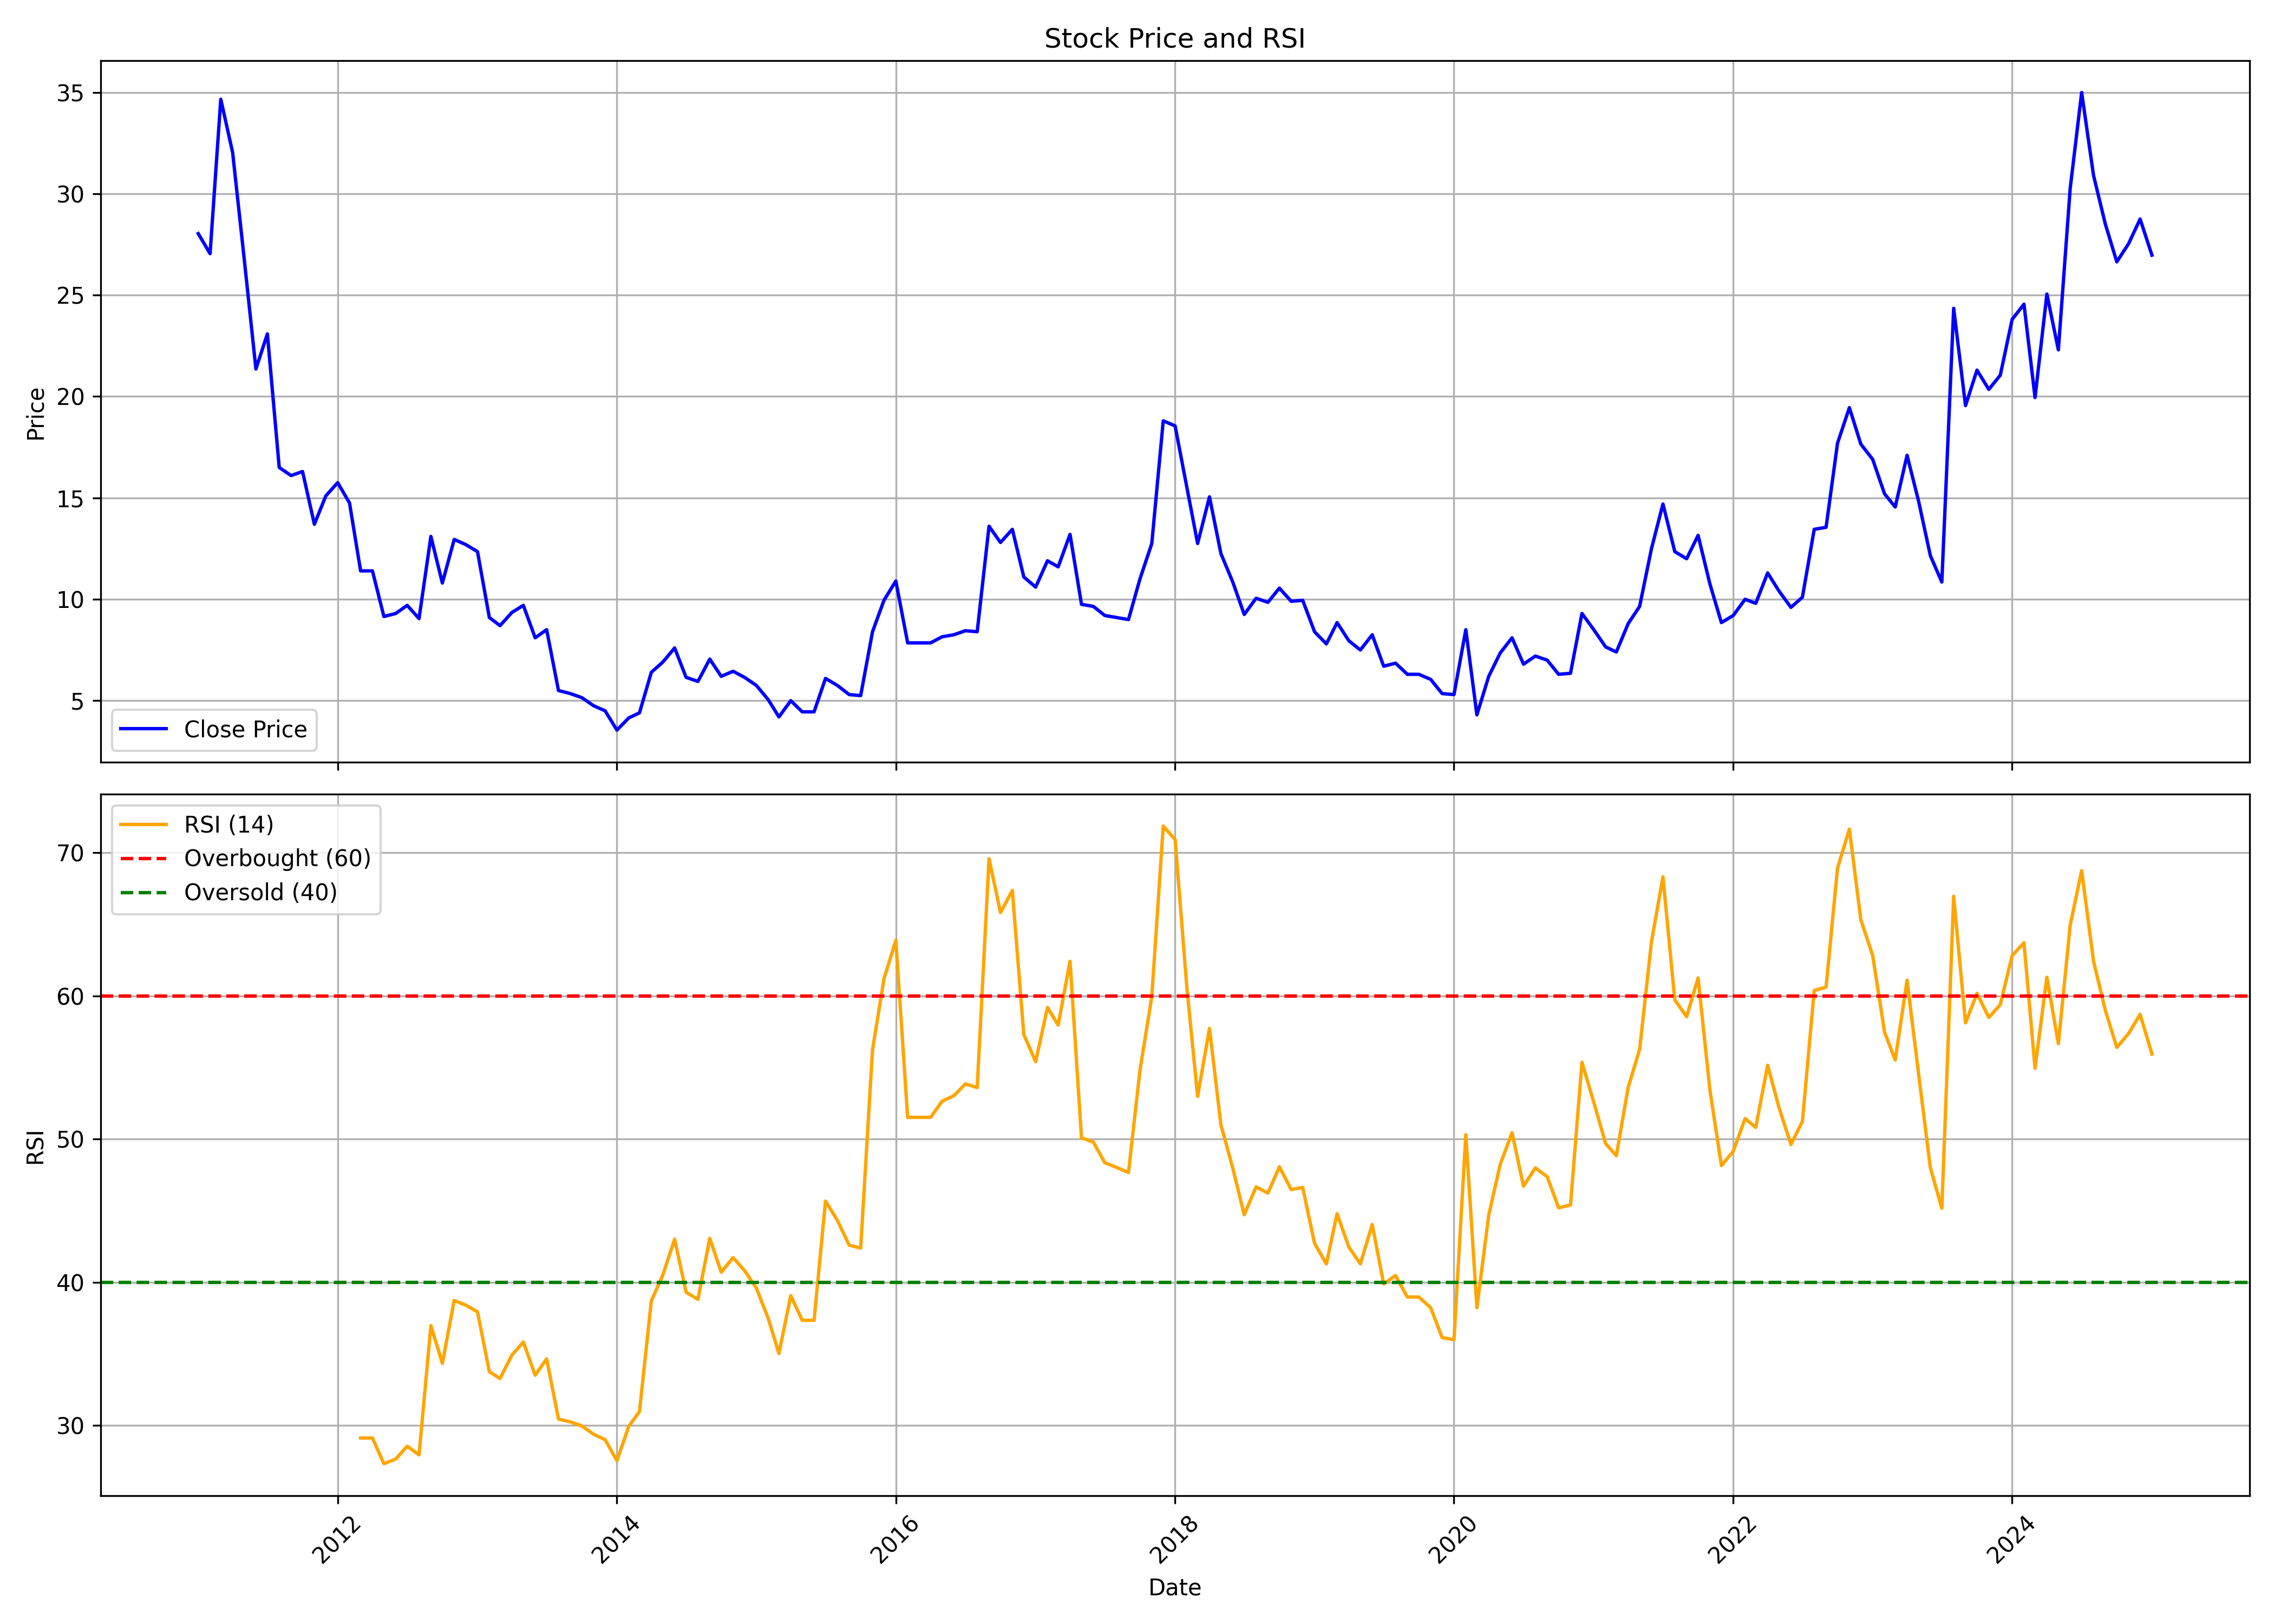 Stock Price and RSI
35
30
25
20
15
10
5
Price
Close Price
70
60
50
40
30
RSI
RSI (14)
Overbought (60)
Oversold (40)
2012
2014
2016
2018
2020
2022
2024
Date